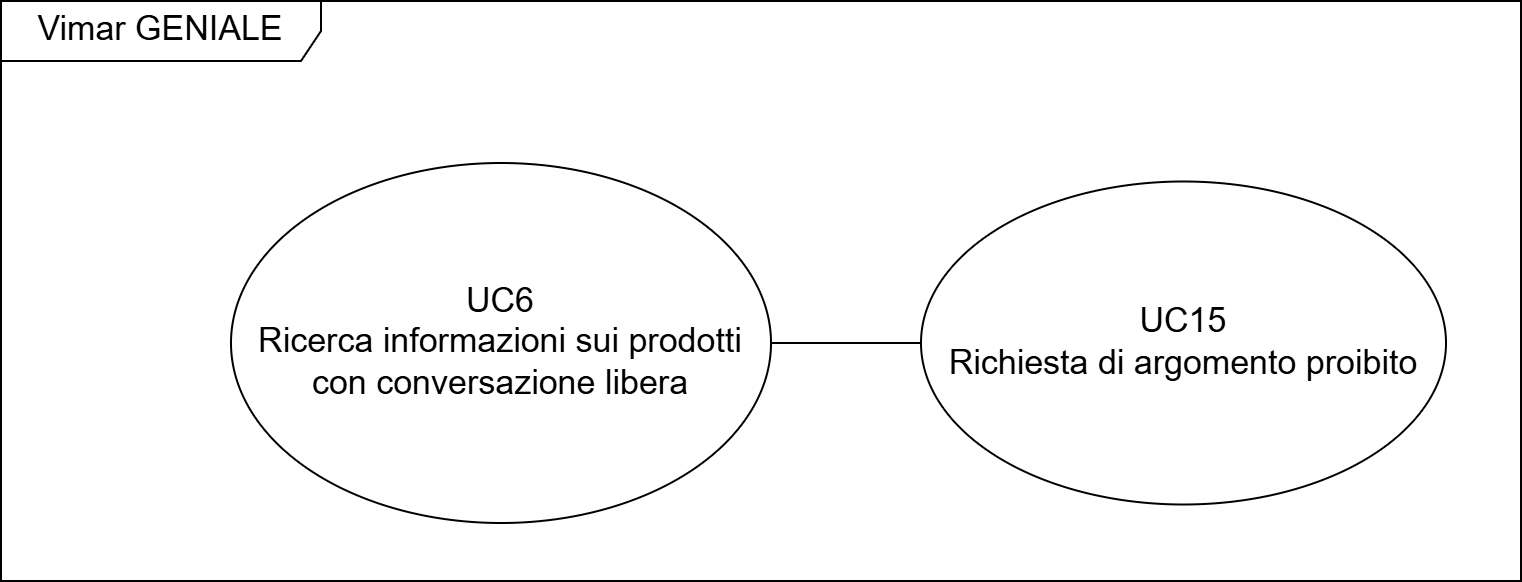 Vimar GENIALE
UC6
Ricerca informazioni sui prodotti
con conversazione libera
UC15
Richiesta di argomento proibito